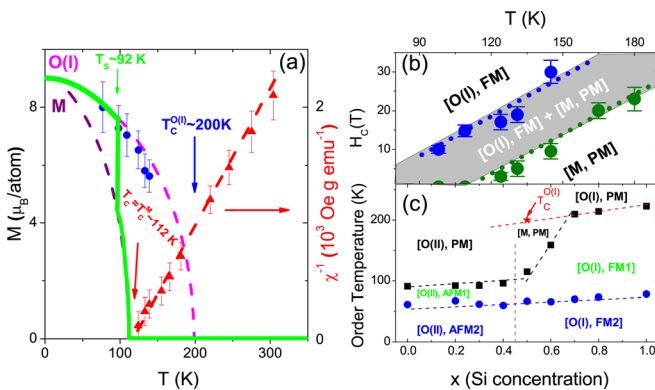 T (K)
90 120 150 180
T_S~92 K
(a)
O(I)
M
T_C^O(I)~200K
T_C=T_C^M~112 K
M (μ_B/atom)
8
4
0
2
1
0
χ^-1 (10^3 Oe g emu^-1)
0 100 200 300
T (K)
(b)
[O(I), FM]
[O(I), FM] + [M, PM]
[M, PM]
H_C(T)
30
20
10
0
(c)
T_C^O(I)
[O(I), PM]
[M, PM]
[O(II), PM]
[O(I), FM1]
[O(II), AFM1]
[O(II), AFM2]
[O(I), FM2]
Order Temperature (K)
200
100
0
0.0 0.2 0.4 0.6 0.8 1.0
x (Si concentration)